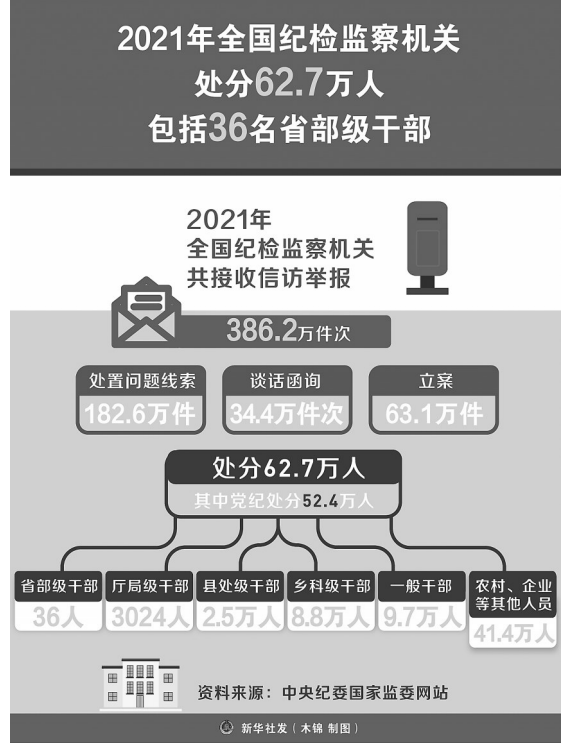 2021年全国纪检监察机关
处分62.7万人
包括36名省部级干部
2021年
全国纪检监察机关
共接收信访举报
386.2万件次
处置问题线索
182.6万件
谈话函询
34.4万件次
立案
63.1万件
处分62.7万人
其中党纪处分52.4万人
省部级干部
36人
厅局级干部
3024人
县处级干部
2.5万人
乡科级干部
8.8万人
一般干部
9.7万人
农村、企业
等其他人员
41.4万人
资料来源：中央纪委国家监委网站
新华社发（木锦 制图）